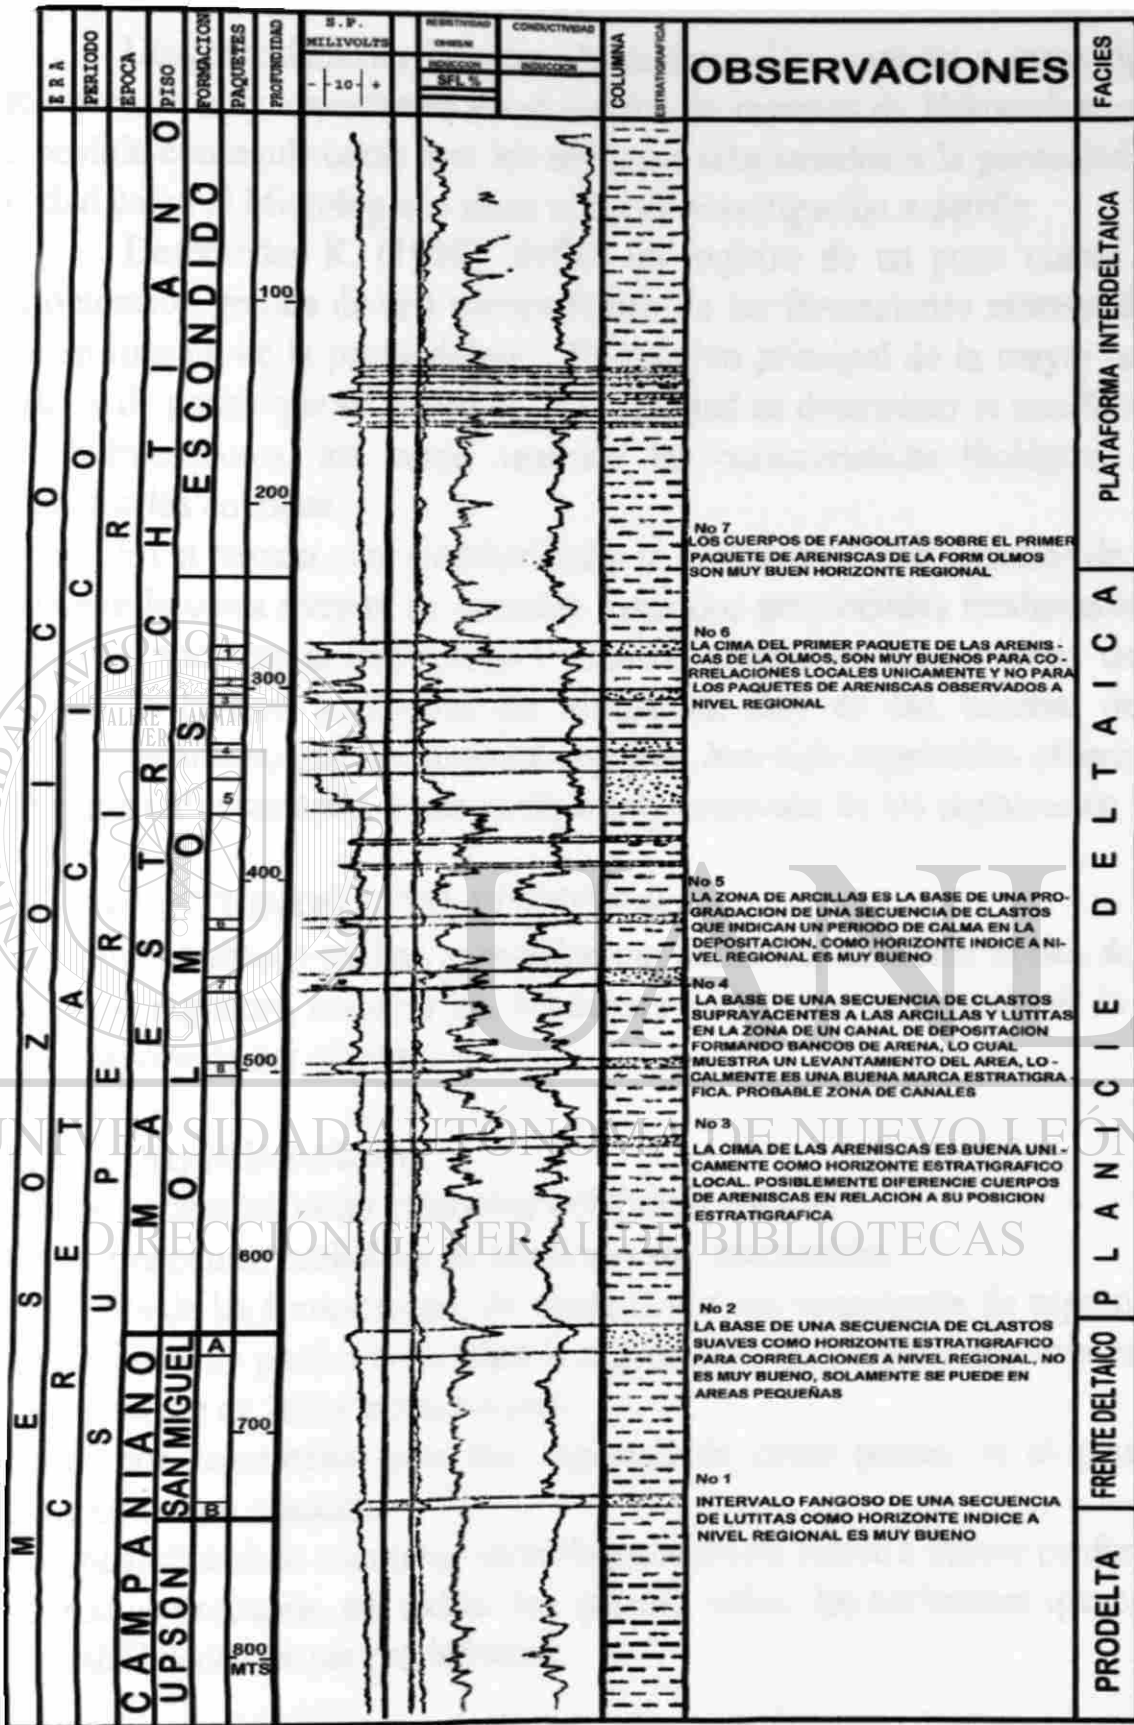 ERA
PERIODO
EPOCA
PISO
FORMACION
PAQUETES
PROFUNDIDAD
S.P.
MILIVOLTS
- -10- +
RESISTIVIDAD
OHMS/M
INDUCCION
SFL %
CONDUCTIVIDAD
INDUCCION
COLUMNA
ESTRATIGRAFICA
OBSERVACIONES
FACIES
MESOZOICO
CRETACICO
SUPERIOR
MAESTRICHTIANO
CAMPANIANO
ESCONDIDO
OLMOS
SAN MIGUEL
UPSON
1
2
3
4
5
6
7
8
A
B
100
200
300
400
500
600
700
800
MTS
No 7
LOS CUERPOS DE FANGOLITAS SOBRE EL PRIMER
PAQUETE DE ARENISCAS DE LA FORM OLMOS
SON MUY BUEN HORIZONTE REGIONAL
No 6
LA CIMA DEL PRIMER PAQUETE DE LAS ARENIS -
CAS DE LA OLMOS, SON MUY BUENOS PARA CO -
RRELACIONES LOCALES UNICAMENTE Y NO PARA
LOS PAQUETES DE ARENISCAS OBSERVADOS A
NIVEL REGIONAL
No 5
LA ZONA DE ARCILLAS ES LA BASE DE UNA PRO-
GRADACION DE UNA SECUENCIA DE CLASTOS
QUE INDICAN UN PERIODO DE CALMA EN LA
DEPOSITACION, COMO HORIZONTE INDICE A NI-
VEL REGIONAL ES MUY BUENO
No 4
LA BASE DE UNA SECUENCIA DE CLASTOS
SUPRAYACENTES A LAS ARCILLAS Y LUTITAS
EN LA ZONA DE UN CANAL DE DEPOSITACION
FORMANDO BANCOS DE ARENA, LO CUAL
MUESTRA UN LEVANTAMIENTO DEL AREA, LO -
CALMENTE ES UNA BUENA MARCA ESTRATIGRA -
FICA. PROBABLE ZONA DE CANALES
No 3
LA CIMA DE LAS ARENISCAS ES BUENA UNI -
CAMENTE COMO HORIZONTE ESTRATIGRAFICO
LOCAL. POSIBLEMENTE DIFERENCIE CUERPOS
DE ARENISCAS EN RELACION A SU POSICION
ESTRATIGRAFICA
No 2
LA BASE DE UNA SECUENCIA DE CLASTOS
SUAVES COMO HORIZONTE ESTRATIGRAFICO
PARA CORRELACIONES A NIVEL REGIONAL, NO
ES MUY BUENO, SOLAMENTE SE PUEDE EN
AREAS PEQUEÑAS
No 1
INTERVALO FANGOSO DE UNA SECUENCIA
DE LUTITAS COMO HORIZONTE INDICE A
NIVEL REGIONAL ES MUY BUENO
PLATAFORMA INTERDELTAICA
PLANICIE DELTAICA
FRENTE DELTAICO
PRODELTA
UANL
UNIVERSIDAD AUTÓNOMA DE NUEVO LEÓN
DIRECCIÓN GENERAL DE BIBLIOTECAS